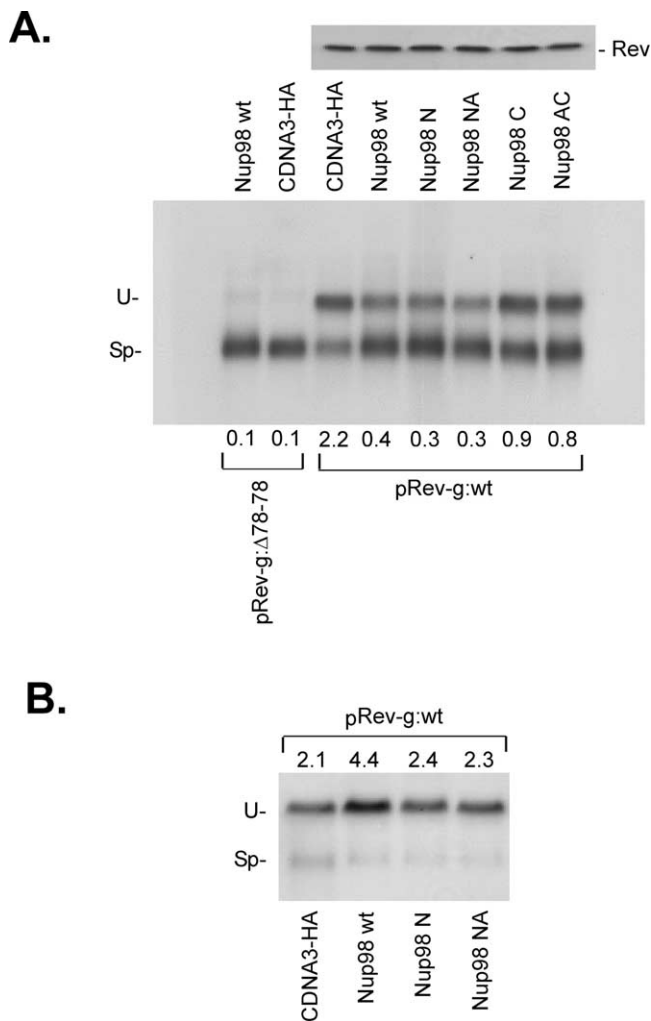 A.
- Rev
Nup98 wt
CDNA3-HA
CDNA3-HA
Nup98 wt
Nup98 N
Nup98 NA
Nup98 C
Nup98 AC
U-
Sp-
0.1 0.1 2.2 0.4 0.3 0.3 0.9 0.8
pRev-g:Δ78-78
pRev-g:wt
B.
pRev-g:wt
2.1 4.4 2.4 2.3
U-
Sp-
CDNA3-HA
Nup98 wt
Nup98 N
Nup98 NA